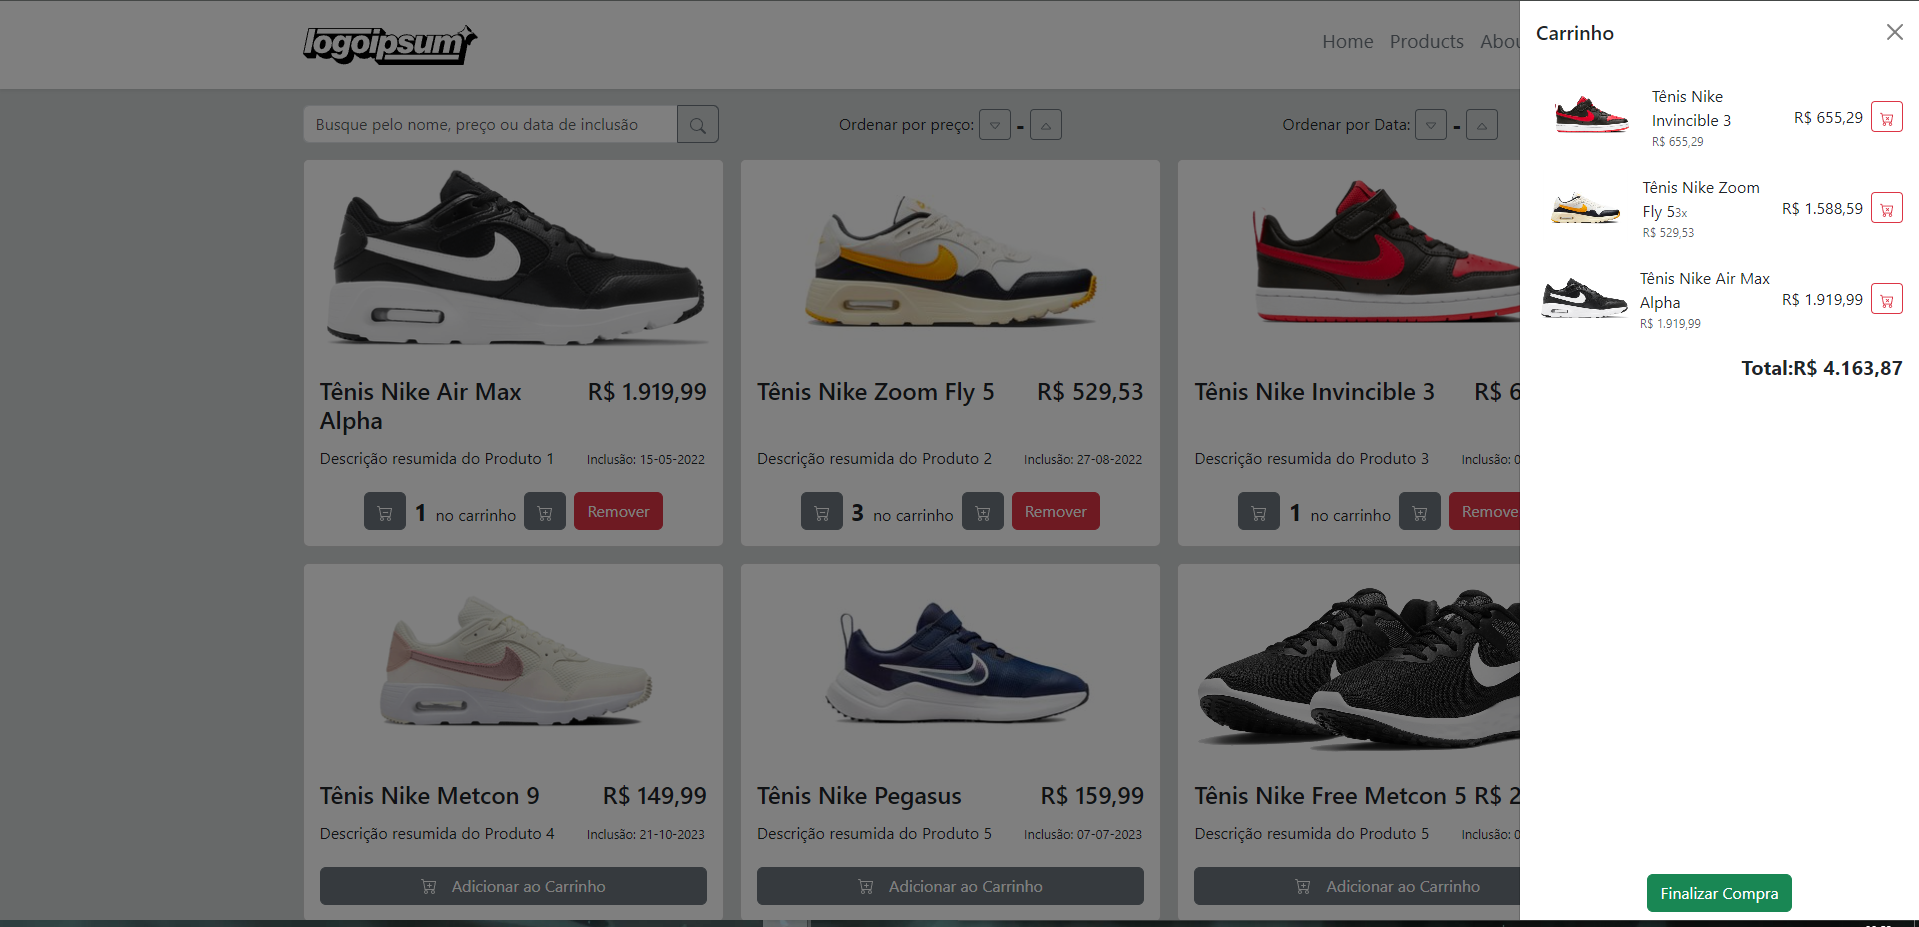 logoipsum
Home Products Abou
Busque pelo nome, preço ou data de inclusão
Ordenar por preço: -
Ordenar por Data: -
Tênis Nike Air Max Alpha
R$ 1.919,99
Descrição resumida do Produto 1
Inclusão: 15-05-2022
1 no carrinho
Remover
Tênis Nike Zoom Fly 5
R$ 529,53
Descrição resumida do Produto 2
Inclusão: 27-08-2022
3 no carrinho
Remover
Tênis Nike Invincible 3
R$ 6
Descrição resumida do Produto 3
Inclusão: 0
1 no carrinho
Remove
Tênis Nike Metcon 9
R$ 149,99
Descrição resumida do Produto 4
Inclusão: 21-10-2023
Adicionar ao Carrinho
Tênis Nike Pegasus
R$ 159,99
Descrição resumida do Produto 5
Inclusão: 07-07-2023
Adicionar ao Carrinho
Tênis Nike Free Metcon 5
R$ 2
Descrição resumida do Produto 5
Inclusão: 0
Adicionar ao Carrinho
Carrinho
Tênis Nike
Invincible 3
R$ 655,29
R$ 655,29
Tênis Nike Zoom
Fly 53x
R$ 529,53
R$ 1.588,59
Tênis Nike Air Max
Alpha
R$ 1.919,99
R$ 1.919,99
Total:R$ 4.163,87
Finalizar Compra